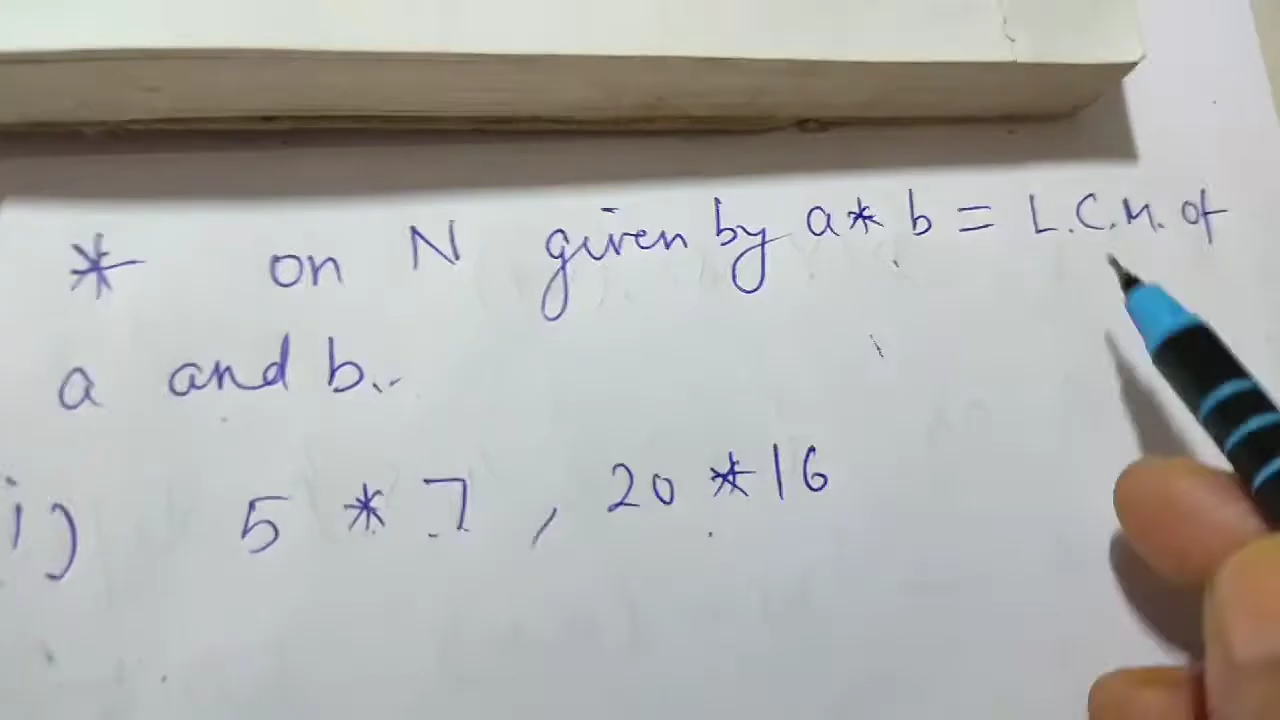 * on N given by a * b = L.C.M. of
a and b.
i) 5 * 7 , 20 * 16